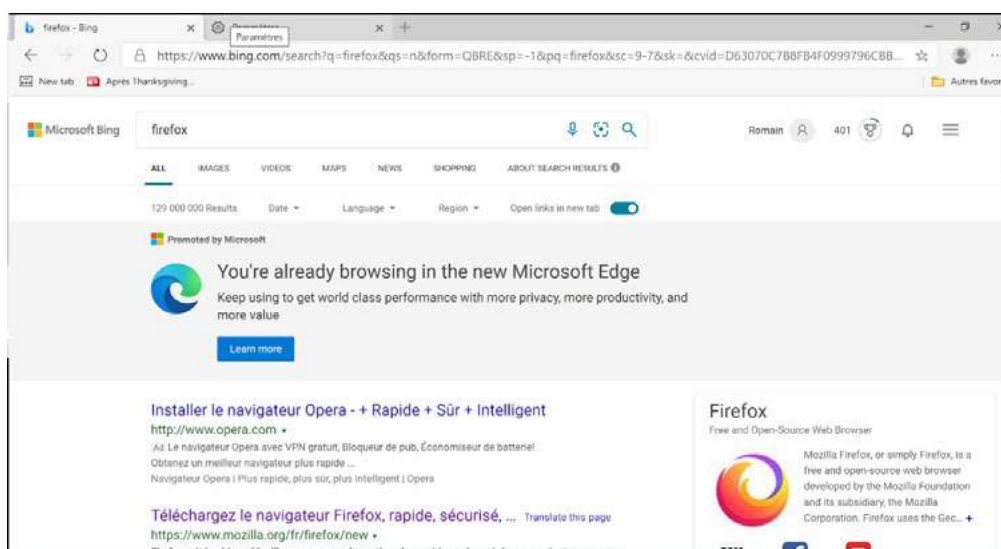 firefox - Bing
Paramètres
https://www.bing.com/search?q=firefox&qs=n&form=QBRE&sp=-1&pq=firefox&sc=9-7&sk=&cvid=D63070C7B8FB4F0999796CBB...
New tab Après Thanksgiving...
Autres favor
Microsoft Bing
firefox
Romain
401
ALL IMAGES VIDEOS MAPS NEWS SHOPPING ABOUT SEARCH RESULTS
129 000 000 Results Date Language Region Open links in new tab
Promoted by Microsoft
You're already browsing in the new Microsoft Edge
Keep using to get world class performance with more privacy, more productivity, and
more value
Learn more
Installer le navigateur Opera - + Rapide + Sûr + Intelligent
http://www.opera.com
Ad Le navigateur Opera avec VPN gratuit, Bloqueur de pub, Économiseur de batterie!
Obtenez un meilleur navigateur plus rapide ...
Navigateur Opera | Plus rapide, plus sûr, plus intelligent | Opera
Téléchargez le navigateur Firefox, rapide, sécurisé, ... Translate this page
https://www.mozilla.org/fr/firefox/new
Firefox
Free and Open-Source Web Browser
Mozilla Firefox, or simply Firefox, is a
free and open-source web browser
developed by the Mozilla Foundation
and its subsidiary, the Mozilla
Corporation. Firefox uses the Gec... +